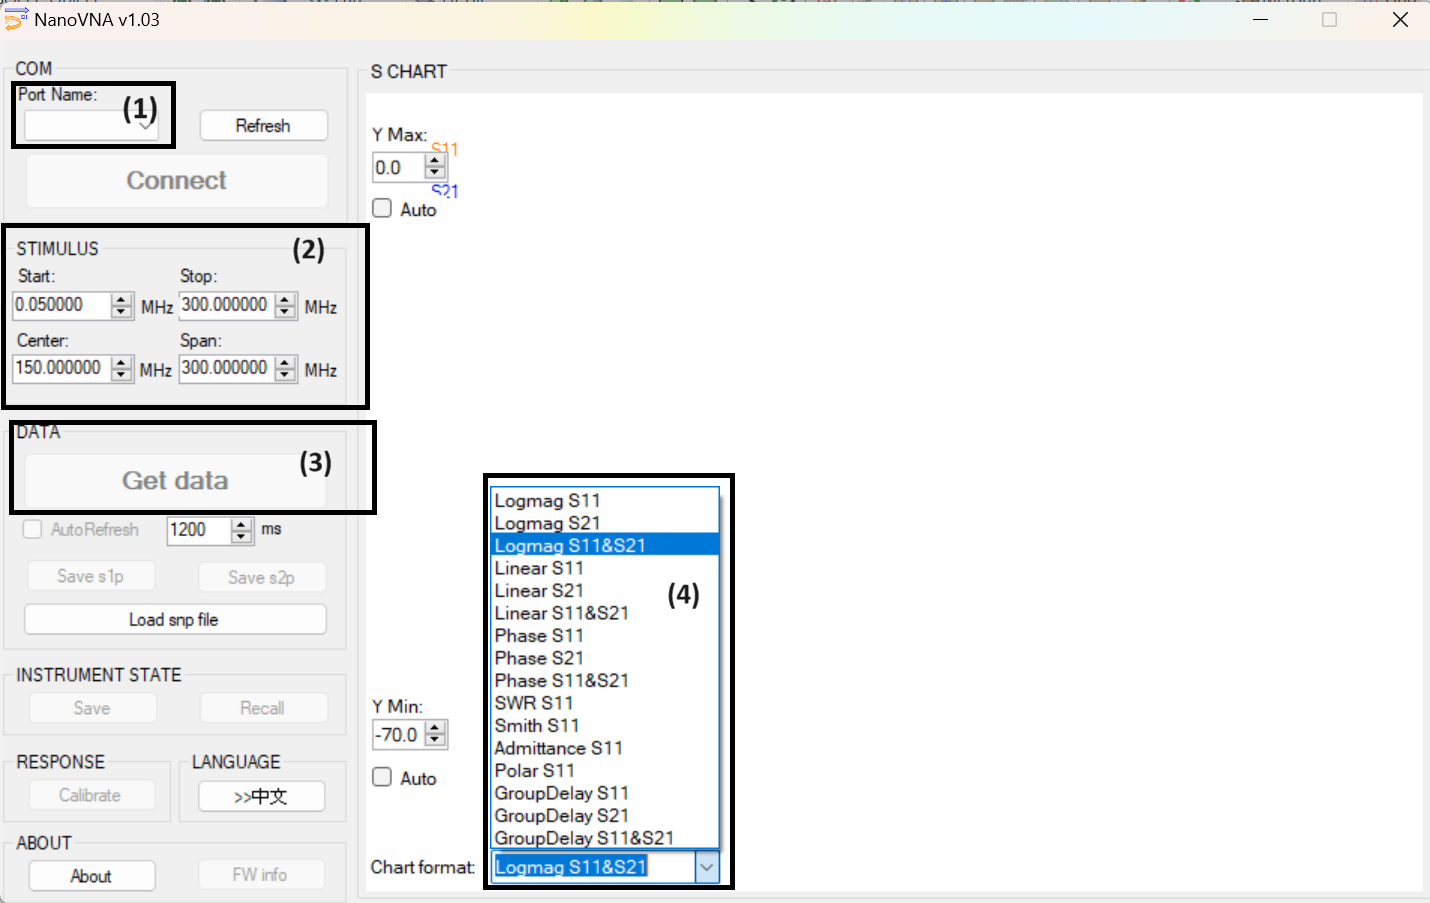 NanoVNA v1.03
COM
Port Name:
(1)
Refresh
Connect
STIMULUS
(2)
Start:
Stop:
0.050000
MHz
300.000000
MHz
Center:
Span:
150.000000
MHz
300.000000
MHz
DATA
Get data
(3)
AutoRefresh
1200
ms
Save s1p
Save s2p
Load snp file
INSTRUMENT STATE
Save
Recall
RESPONSE
Calibrate
LANGUAGE
>>中文
ABOUT
About
FW info
S CHART
Y Max:
S11
0.0
S21
Auto
Y Min:
-70.0
Auto
Logmag S11
Logmag S21
Logmag S11&S21
Linear S11
Linear S21
(4)
Linear S11&S21
Phase S11
Phase S21
Phase S11&S21
SWR S11
Smith S11
Admittance S11
Polar S11
GroupDelay S11
GroupDelay S21
GroupDelay S11&S21
Chart format:
Logmag S11&S21